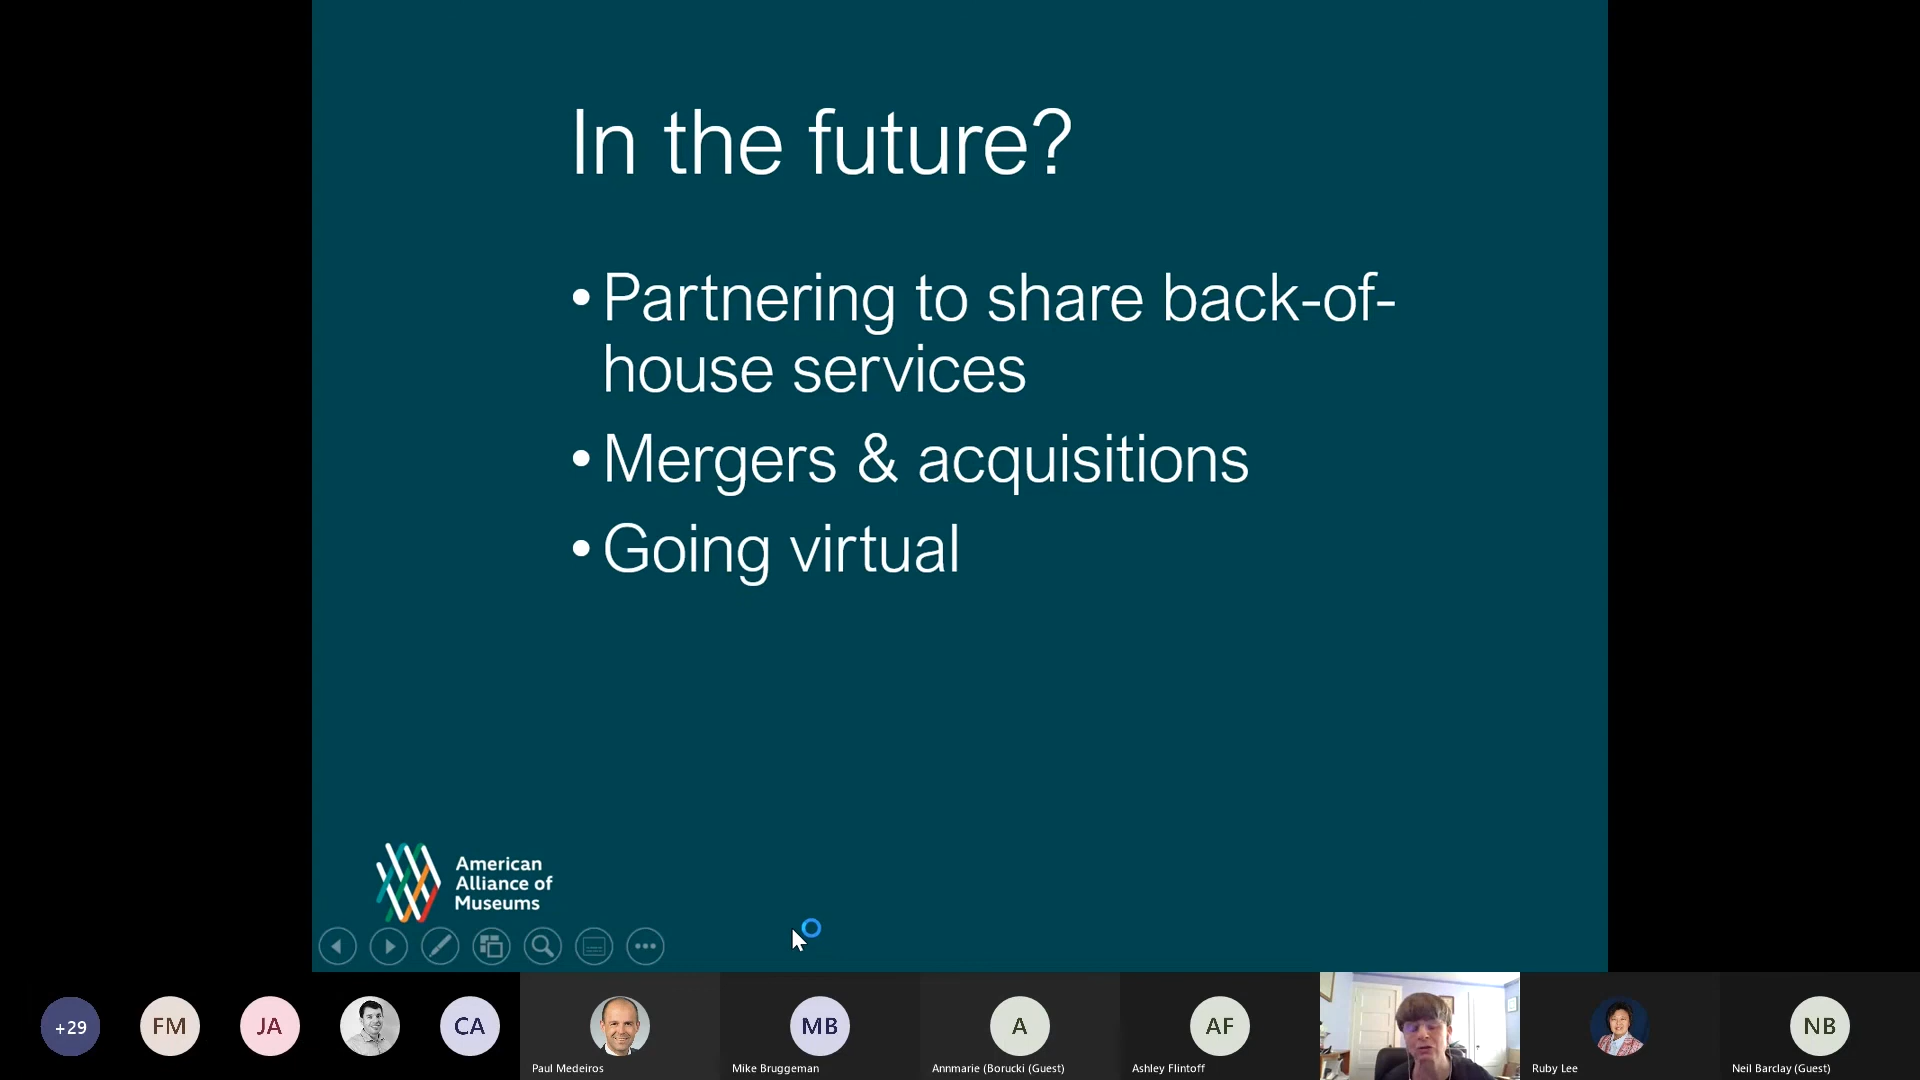 In the future?
• Partnering to share back-of-
house services
• Mergers & acquisitions
• Going virtual
American
Alliance of
Museums
+29
FM
JA
CA
MB
A
AF
NB
Paul Medeiros
Mike Bruggeman
Annmarie (Borucki (Guest)
Ashley Flintoff
Ruby Lee
Neil Barclay (Guest)